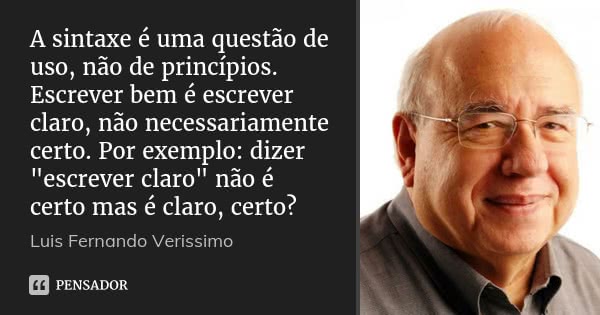 A sintaxe é uma questão de
uso, não de princípios.
Escrever bem é escrever
claro, não necessariamente
certo. Por exemplo: dizer
"escrever claro" não é
certo mas é claro, certo?
Luis Fernando Verissimo
PENSADOR